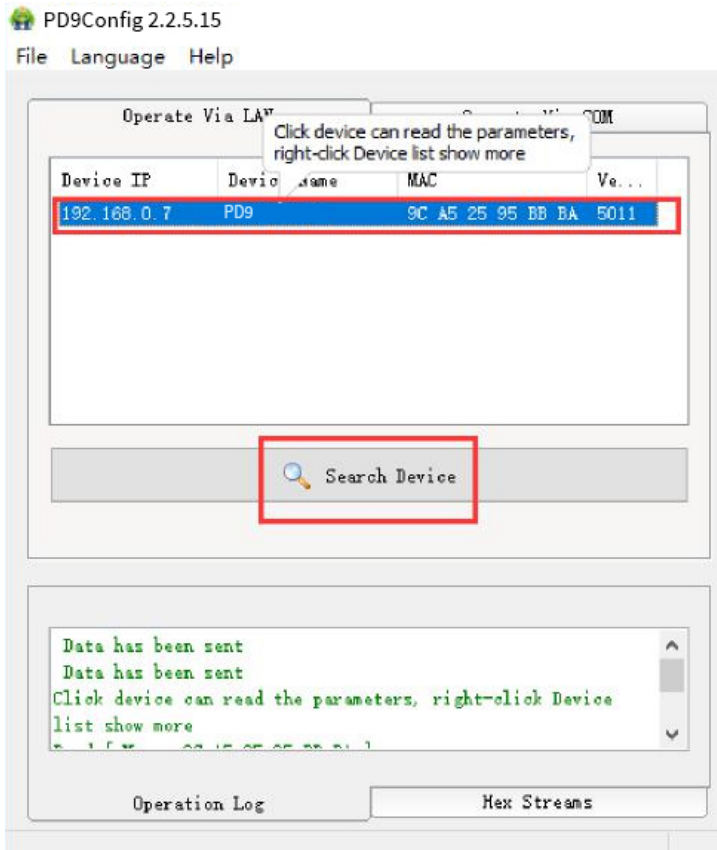 PD9Config 2.2.5.15
File Language Help
Operate Via LAN
COM
Click device can read the parameters,
right-click Device list show more
Device IP MAC Ve...
192.168.0.7 PD9 9C A5 25 95 BB BA 5011
Search Device
Data has been sent
Data has been sent
Click device can read the parameters, right-click Device
list show more
Operation Log Hex Streams